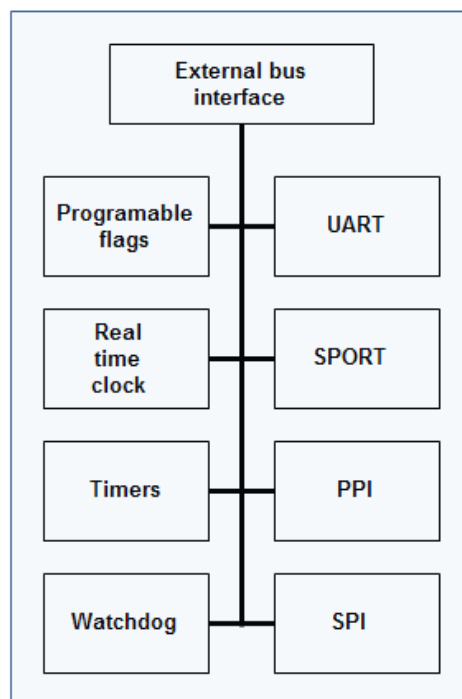 External bus
interface
Programable
flags
UART
Real
time
clock
SPORT
Timers
PPI
Watchdog
SPI